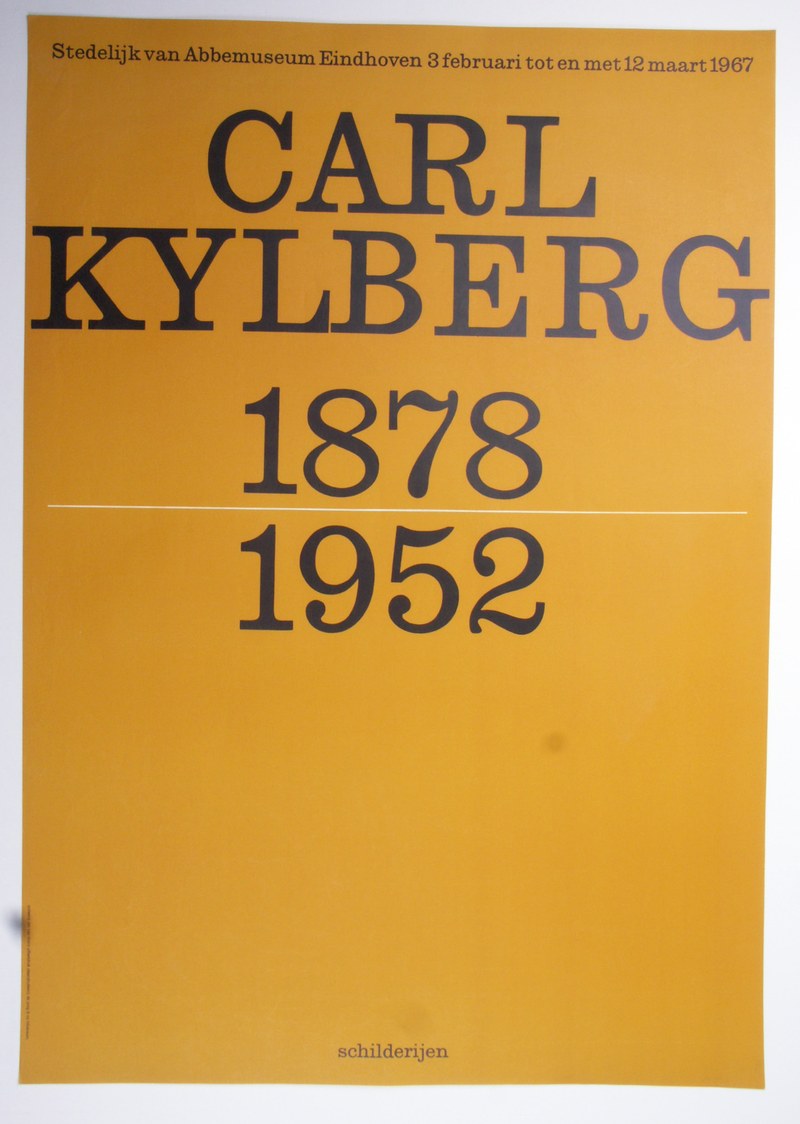 Stedelijk van Abbemuseum Eindhoven 3 februari tot en met 12 maart 1967
CARL
KYLBERG
1878
1952
schilderijen